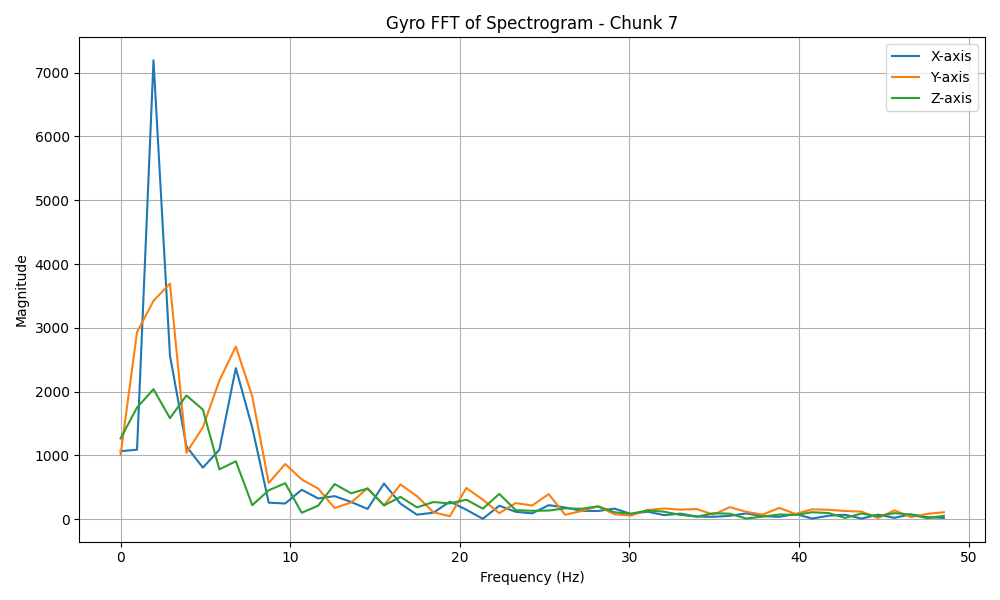 Gyro FFT of Spectrogram - Chunk 7
X-axis
Y-axis
Z-axis
Magnitude
7000
6000
5000
4000
3000
2000
1000
0
0 10 20 30 40 50
Frequency (Hz)